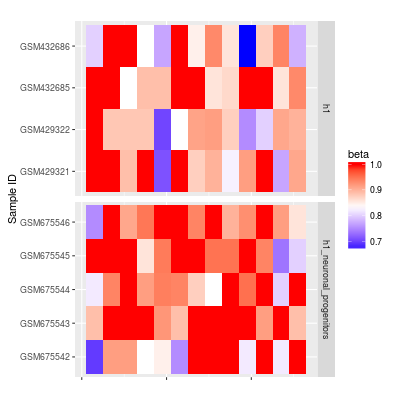 GSM432686
GSM432685
GSM429322
GSM429321
h1
GSM675546
GSM675545
GSM675544
GSM675543
GSM675542
h1_neuronal_progenitors
Sample ID
beta
1.0
0.9
0.8
0.7